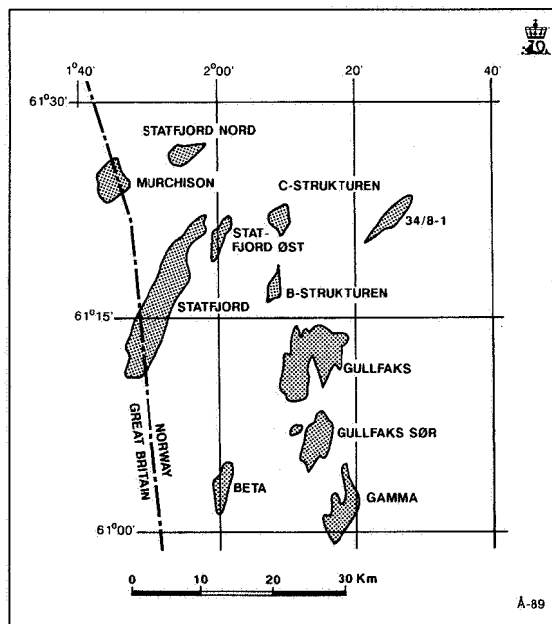 1°40'
2°00'
20'
40'
61°30'
STATFJORD NORD
MURCHISON
C-STRUKTUREN
34/8-1
STAT-
FJORD ØST
B-STRUKTUREN
STATFJORD
61°15'
GULLFAKS
GULLFAKS SØR
NORWAY
GREAT BRITAIN
BETA
GAMMA
61°00'
0 10 20 30 Km
Å-89